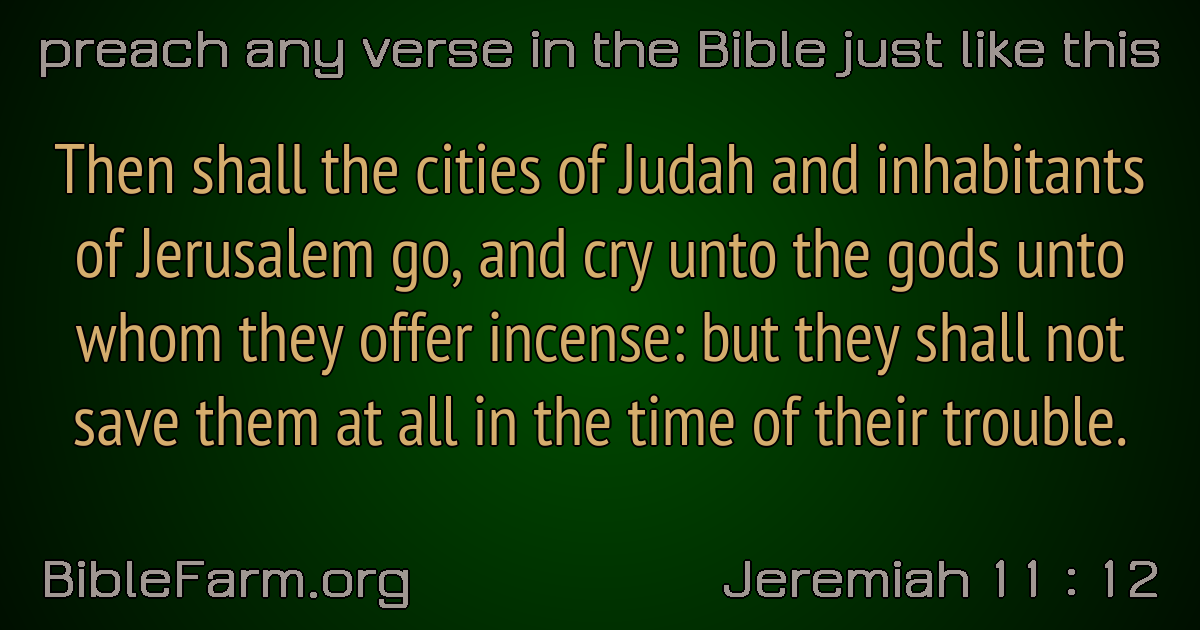 preach any verse in the Bible just like this
Then shall the cities of Judah and inhabitants
of Jerusalem go, and cry unto the gods unto
whom they offer incense: but they shall not
save them at all in the time of their trouble.
BibleFarm.org
Jeremiah 11 : 12